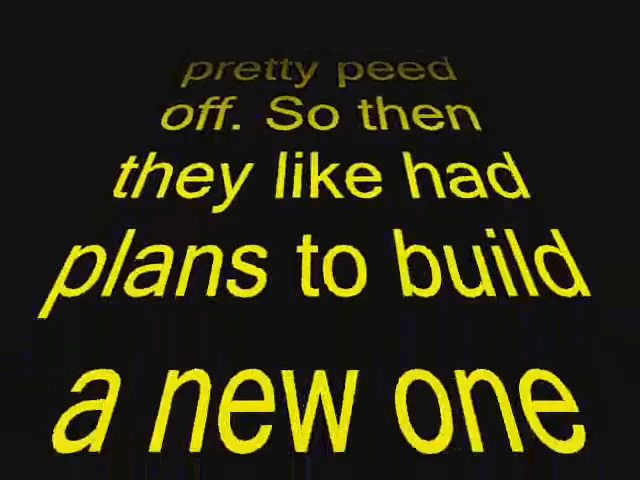 pretty peed
off. So then
they like had
plans to build
a new one